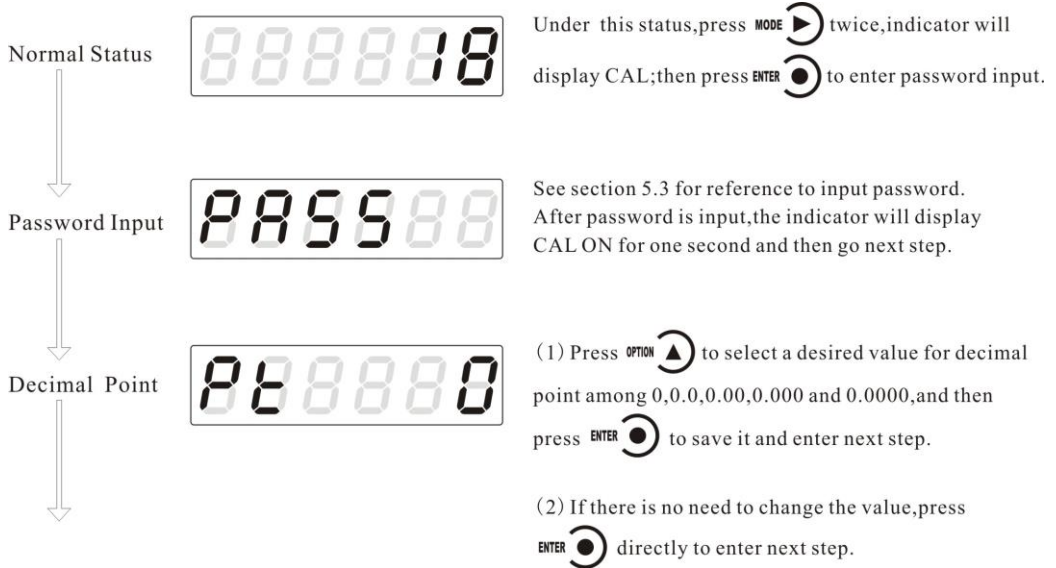 Normal Status
18
Under this status,press MODE twice,indicator will
display CAL;then press ENTER to enter password input.
Password Input
PASS
See section 5.3 for reference to input password.
After password is input,the indicator will display
CAL ON for one second and then go next step.
Decimal Point
Pt 0
(1) Press OPTION to select a desired value for decimal
point among 0,0.0,0.00,0.000 and 0.0000,and then
press ENTER to save it and enter next step.
(2) If there is no need to change the value,press
ENTER directly to enter next step.